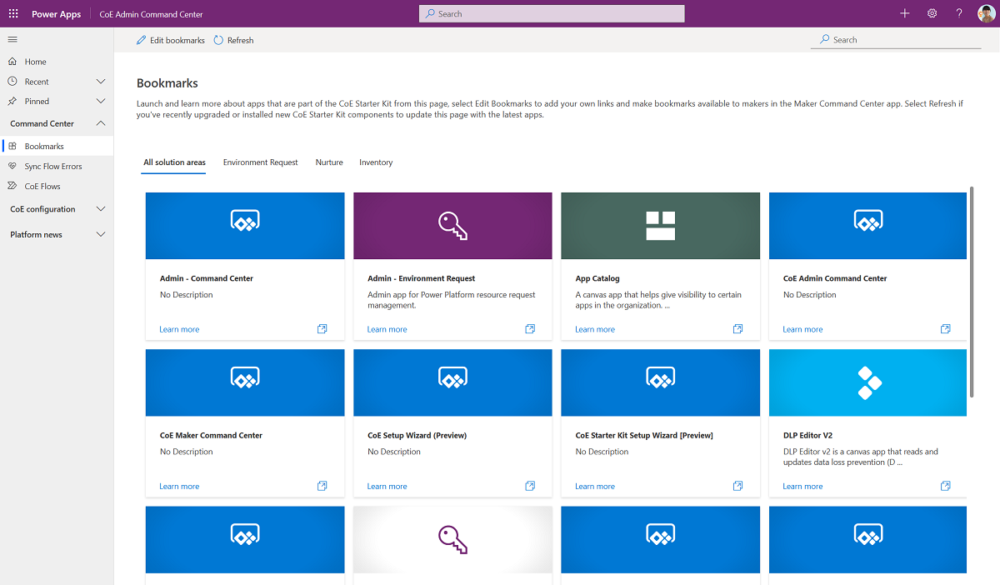 Power Apps
CoE Admin Command Center
Search
?
Edit bookmarks
Refresh
Search
Home
Recent
Pinned
Command Center
Bookmarks
Sync Flow Errors
CoE Flows
CoE configuration
Platform news
Bookmarks
Launch and learn more about apps that are part of the CoE Starter Kit from this page, select Edit Bookmarks to add your own links and make bookmarks available to makers in the Maker Command Center app. Select Refresh if
you've recently upgraded or installed new CoE Starter Kit components to update this page with the latest apps.
All solution areas
Environment Request
Nurture
Inventory
Admin - Command Center
No Description
Learn more
Admin - Environment Request
Admin app for Power Platform resource request
management.
Learn more
App Catalog
A canvas app that helps give visibility to certain
apps in the organization. ...
Learn more
CoE Admin Command Center
No Description
Learn more
CoE Maker Command Center
No Description
Learn more
CoE Setup Wizard (Preview)
No Description
Learn more
CoE Starter Kit Setup Wizard [Preview]
No Description
Learn more
DLP Editor V2
DLP Editor v2 is a canvas app that reads and
updates data loss prevention (D ...
Learn more